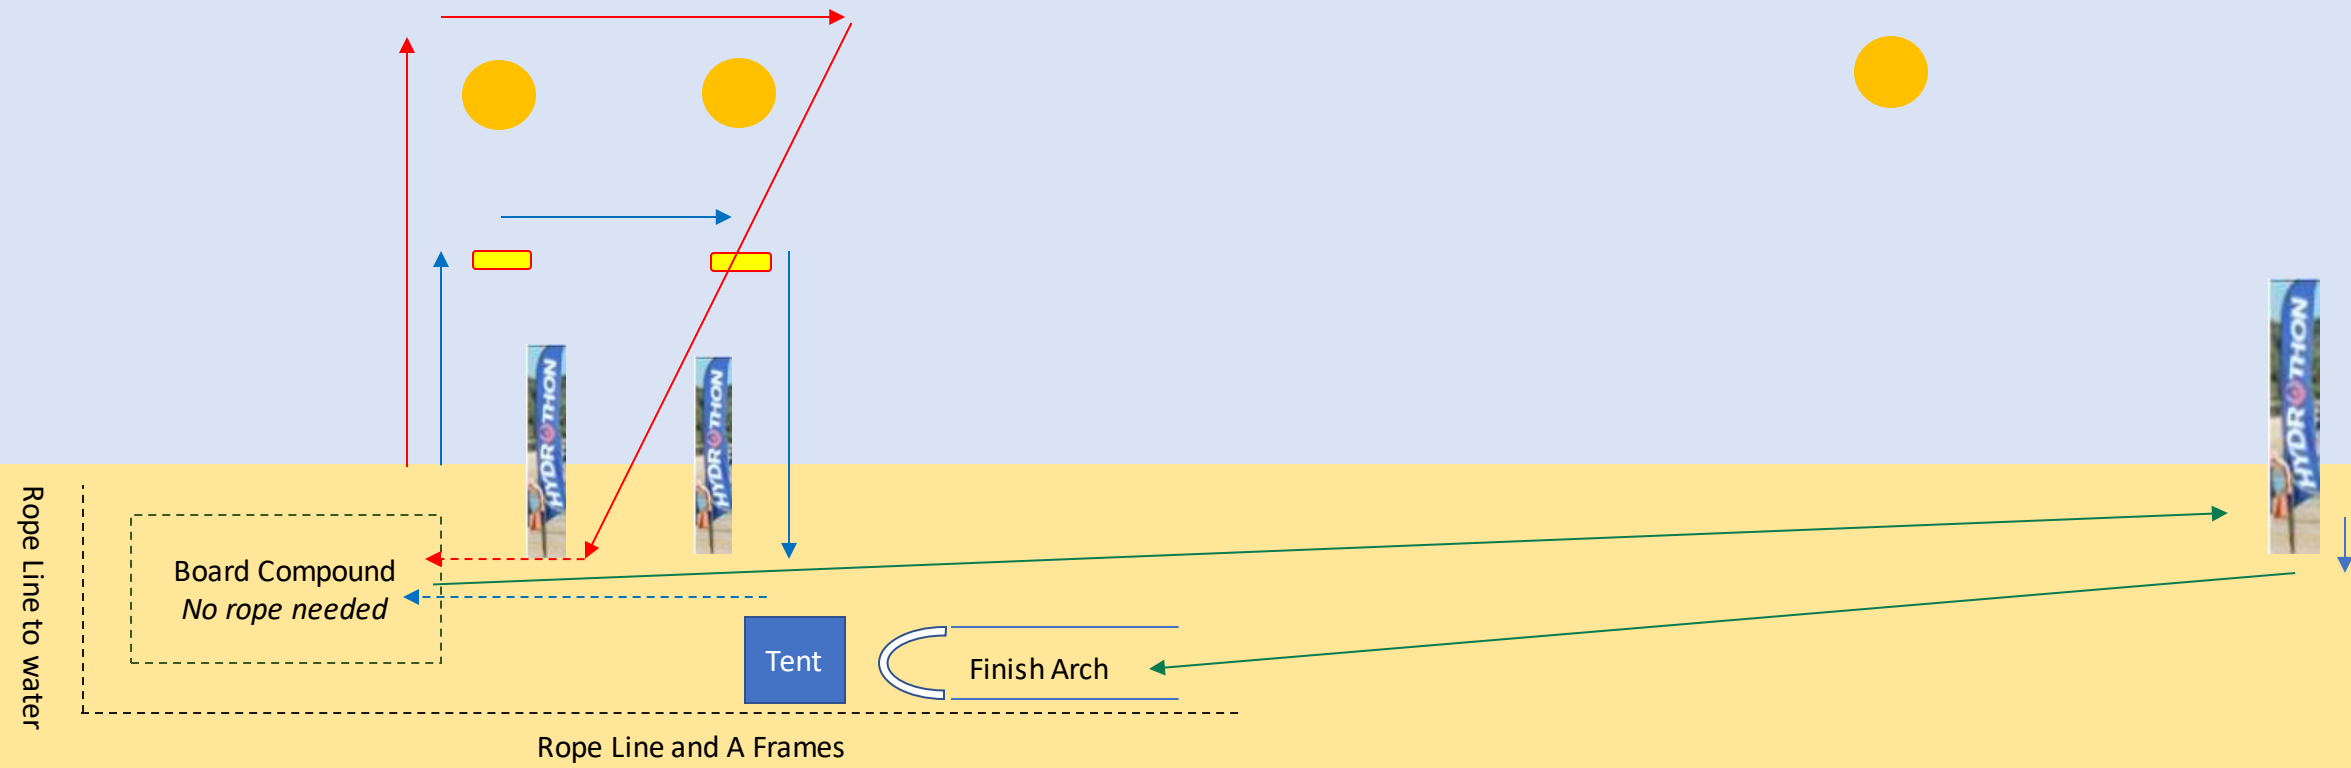 HYDROTHON
HYDROTHON
HYDROTHON
Rope Line to water
Board Compound
No rope needed
Tent
Finish Arch
Rope Line and A Frames